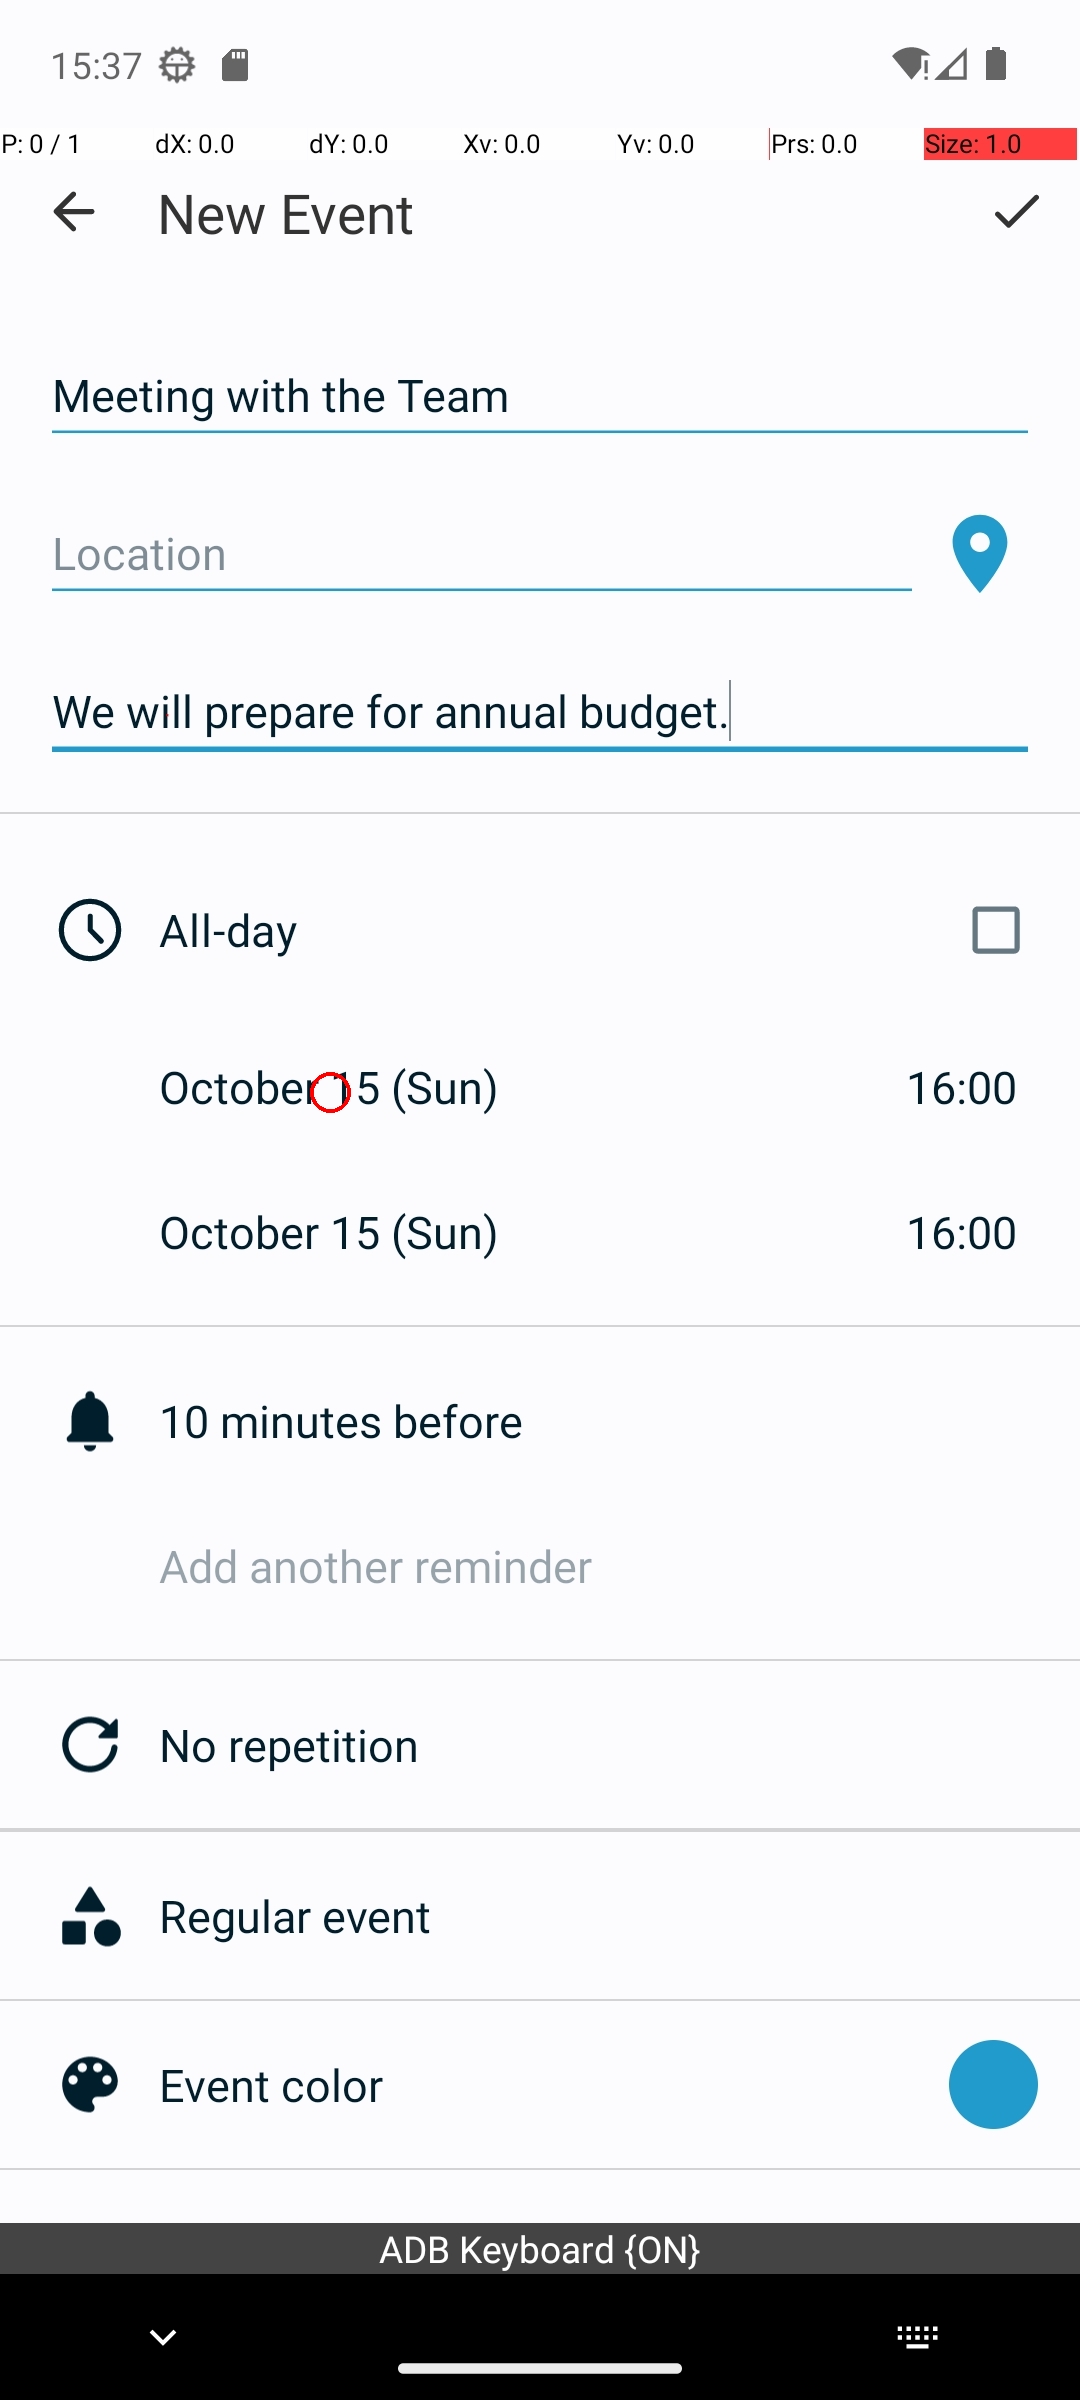 15:37
P: 0 / 1 dX: 0.0 dY: 0.0 Xv: 0.0 Yv: 0.0 Prs: 0.0 Size: 1.0
New Event
Meeting with the Team
Location
We will prepare for annual budget.
All-day
October 15 (Sun) 16:00
October 15 (Sun) 16:00
10 minutes before
Add another reminder
No repetition
Regular event
Event color
ADB Keyboard {ON}